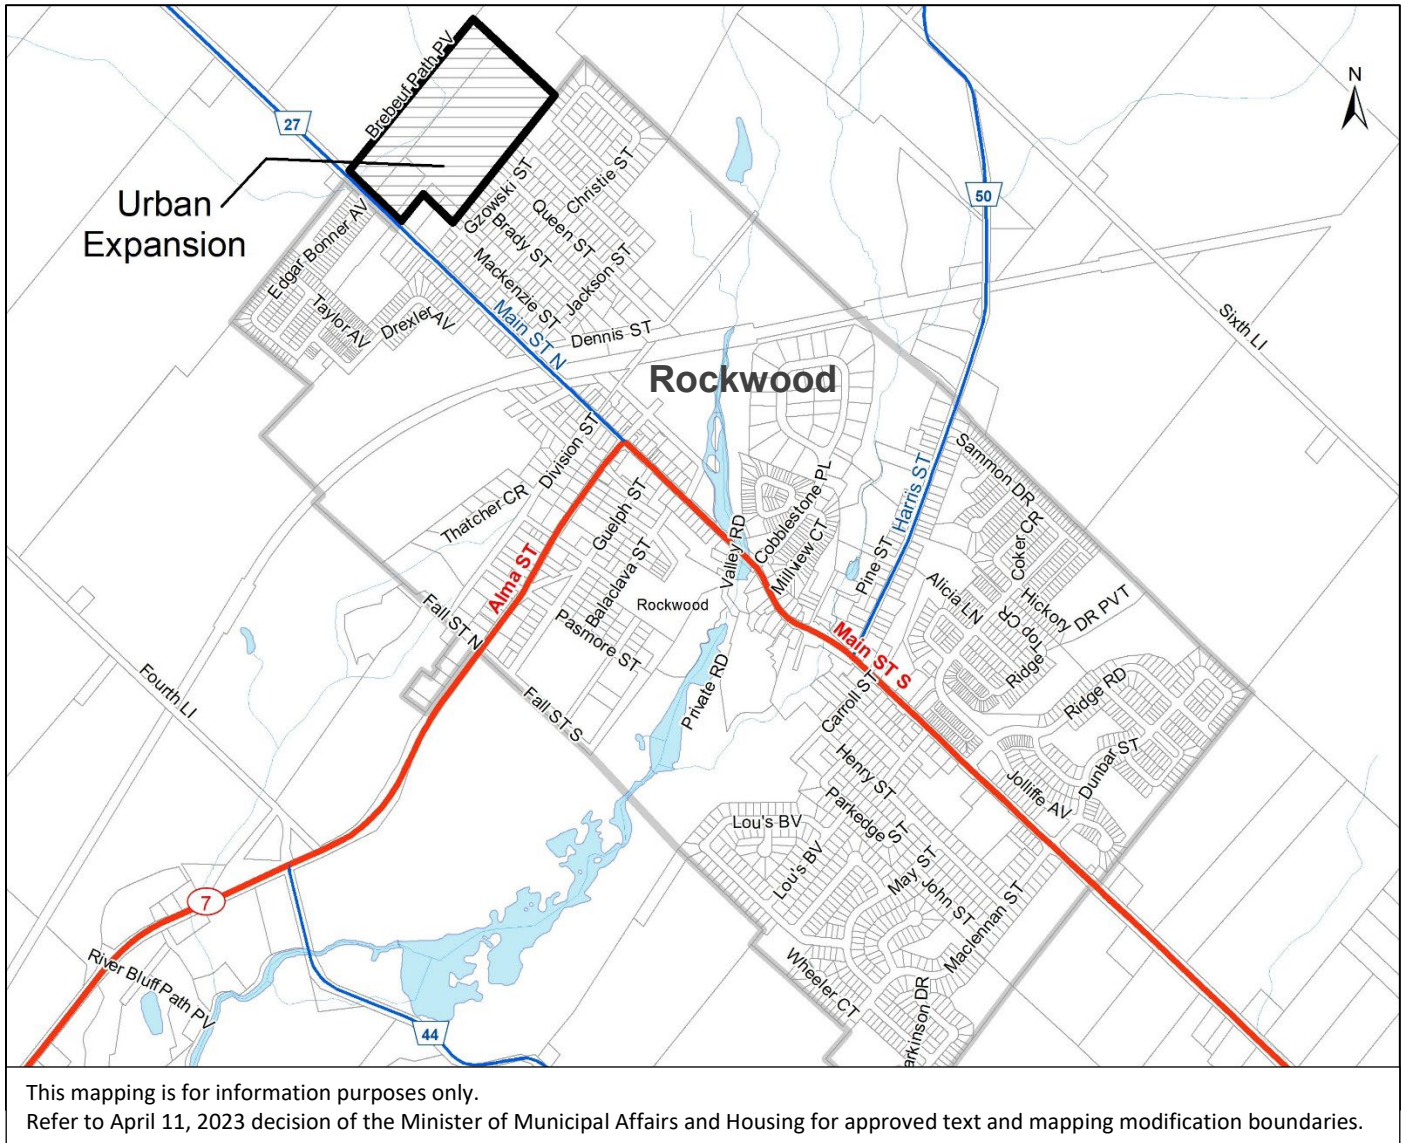 Brebeuf Path PV
N
27
50
Urban
Expansion
Gzowski ST
Christie ST
Queen ST
Brady ST
Edgar Bonner AV
Mackenzie ST
Jackson ST
Taylor AV
Drexler AV
Main ST N
Dennis ST
Sixth LI
Rockwood
Division ST
Thatcher CR
Guelph ST
Alma ST
Balaclava ST
Valley RD
Cobblestone PL
Millview CT
Pine ST
Harris ST
Sammon DR
Coker CR
Alicia LN
Hickory
DR PVT
Ridge Top CR
Rockwood
Fall ST N
Pasmore ST
Main ST S
Fourth LI
Fall ST S
Private RD
Carroll ST
Ridge RD
Dunbar ST
Henry ST
Jolliffe AV
Parkedge ST
Lou's BV
Lou's BV
May ST
John ST
Maclennan ST
7
River Bluff Path PV
Wheeler CT
arkinson DR
44
This mapping is for information purposes only.
Refer to April 11, 2023 decision of the Minister of Municipal Affairs and Housing for approved text and mapping modification boundaries.